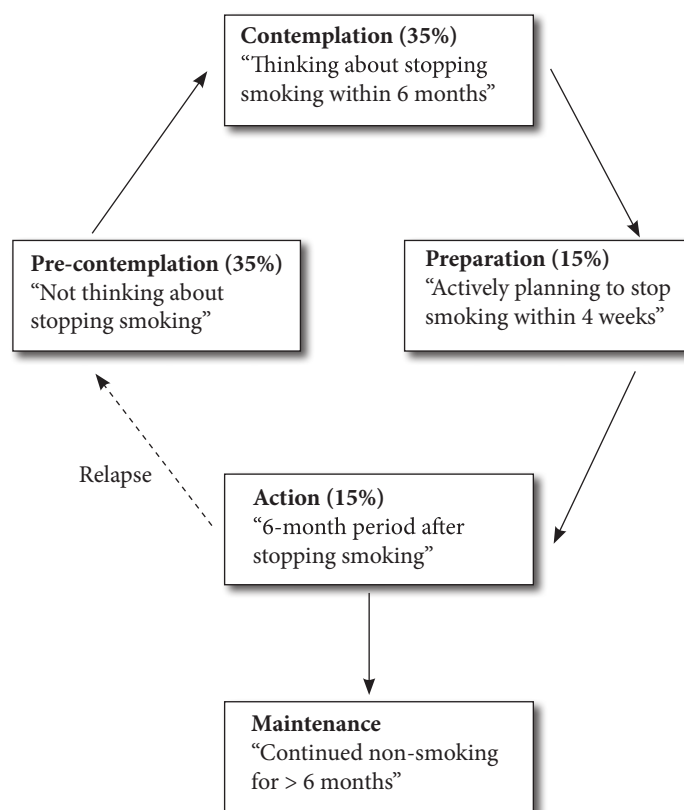 Contemplation (35%)
“Thinking about stopping
smoking within 6 months”
Pre-contemplation (35%)
“Not thinking about
stopping smoking”
Preparation (15%)
“Actively planning to stop
smoking within 4 weeks”
Relapse
Action (15%)
“6-month period after
stopping smoking”
Maintenance
“Continued non-smoking
for > 6 months”